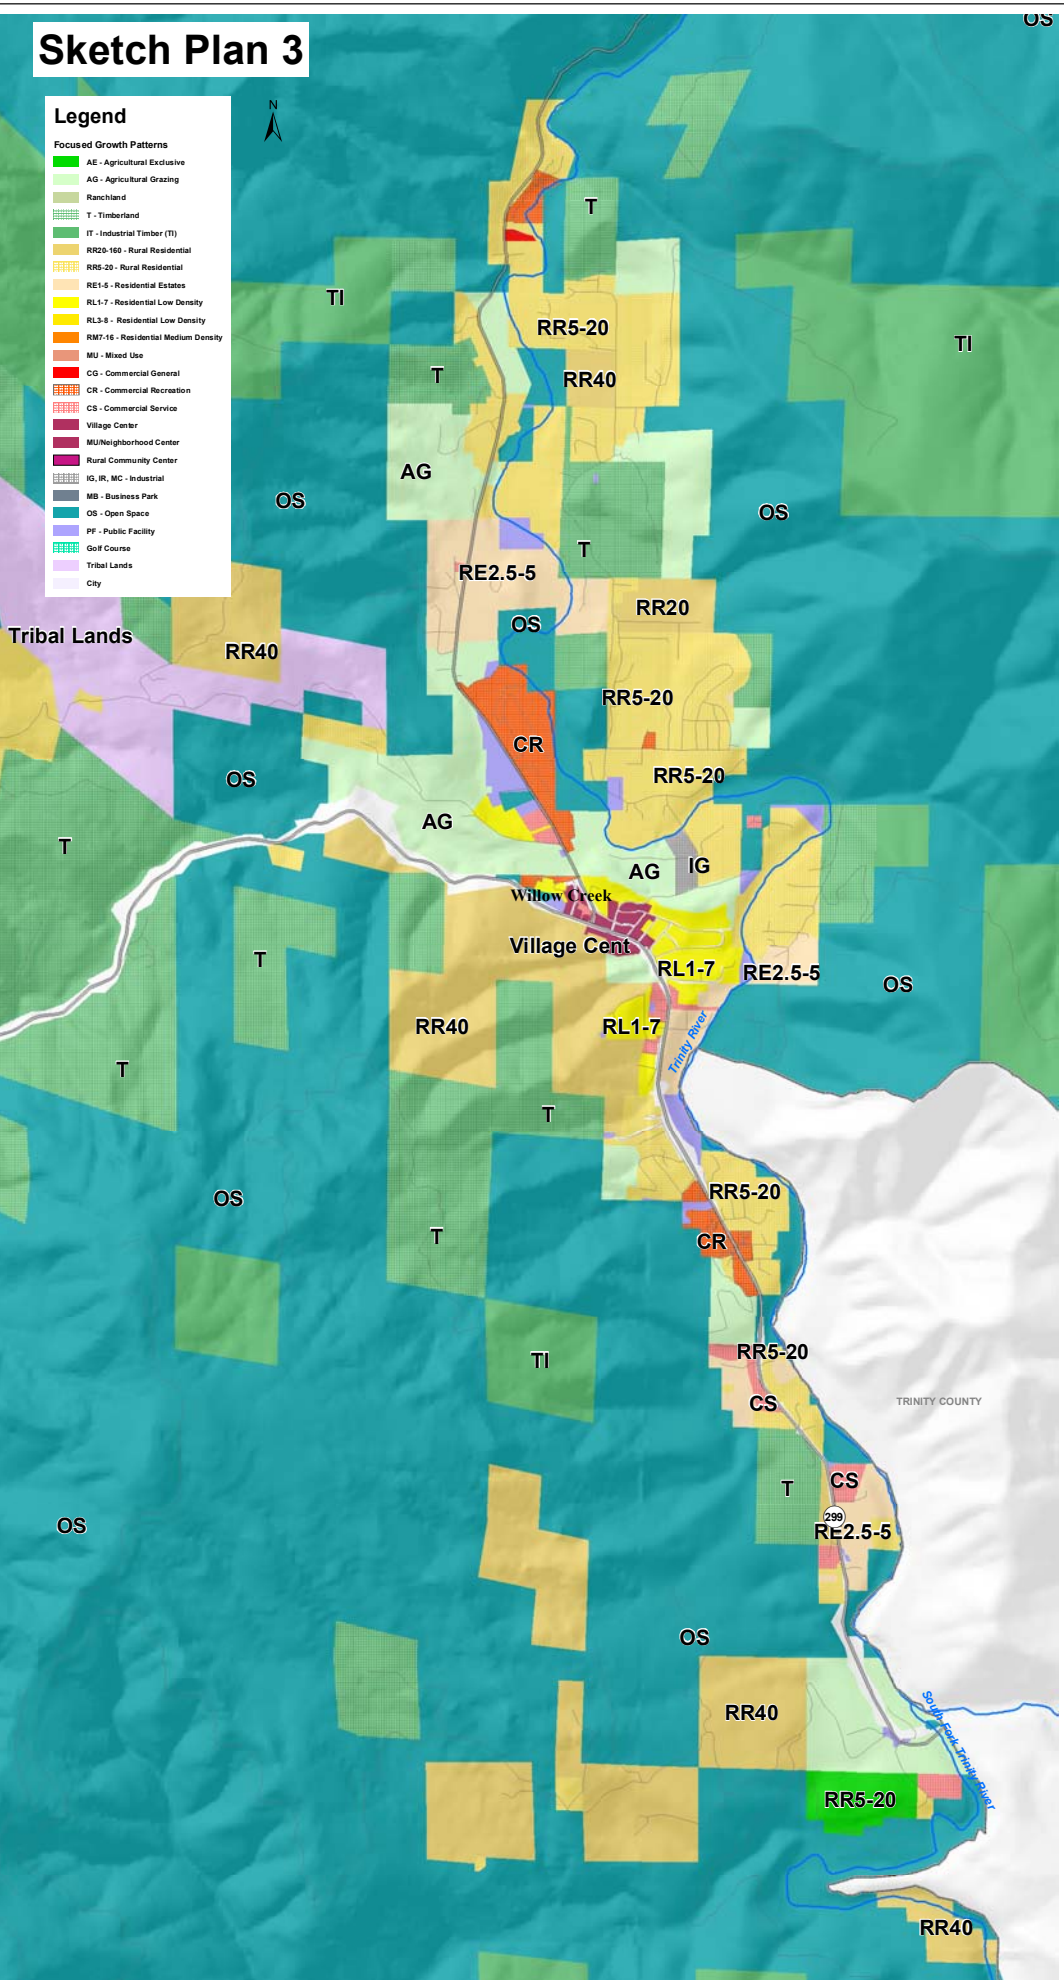 OS
Sketch Plan 3
Legend
N
Focused Growth Patterns
AE - Agricultural Exclusive
AG - Agricultural Grazing
Ranchland
T - Timberland
IT - Industrial Timber (TI)
RR20-160 - Rural Residential
RR5-20 - Rural Residential
RE1-5 - Residential Estates
RL1-7 - Residential Low Density
RL3-8 - Residential Low Density
RM7-16 - Residential Medium Density
MU - Mixed Use
CG - Commercial General
CR - Commercial Recreation
CS - Commercial Service
Village Center
MU/Neighborhood Center
Rural Community Center
IG, IR, MC - Industrial
MB - Business Park
OS - Open Space
PF - Public Facility
Golf Course
Tribal Lands
City
T
TI
RR5-20
TI
T
RR40
AG
OS
OS
T
RE2.5-5
RR20
OS
Tribal Lands
RR40
RR5-20
CR
OS
RR5-20
AG
T
AG
IG
Willow Creek
Village Cent
T
RL1-7
RE2.5-5
OS
RR40
RL1-7
Trinity River
T
T
OS
RR5-20
T
CR
TI
RR5-20
CS
TRINITY COUNTY
T
CS
299
OS
RE2.5-5
OS
RR40
South Fork Trinity River
RR5-20
RR40